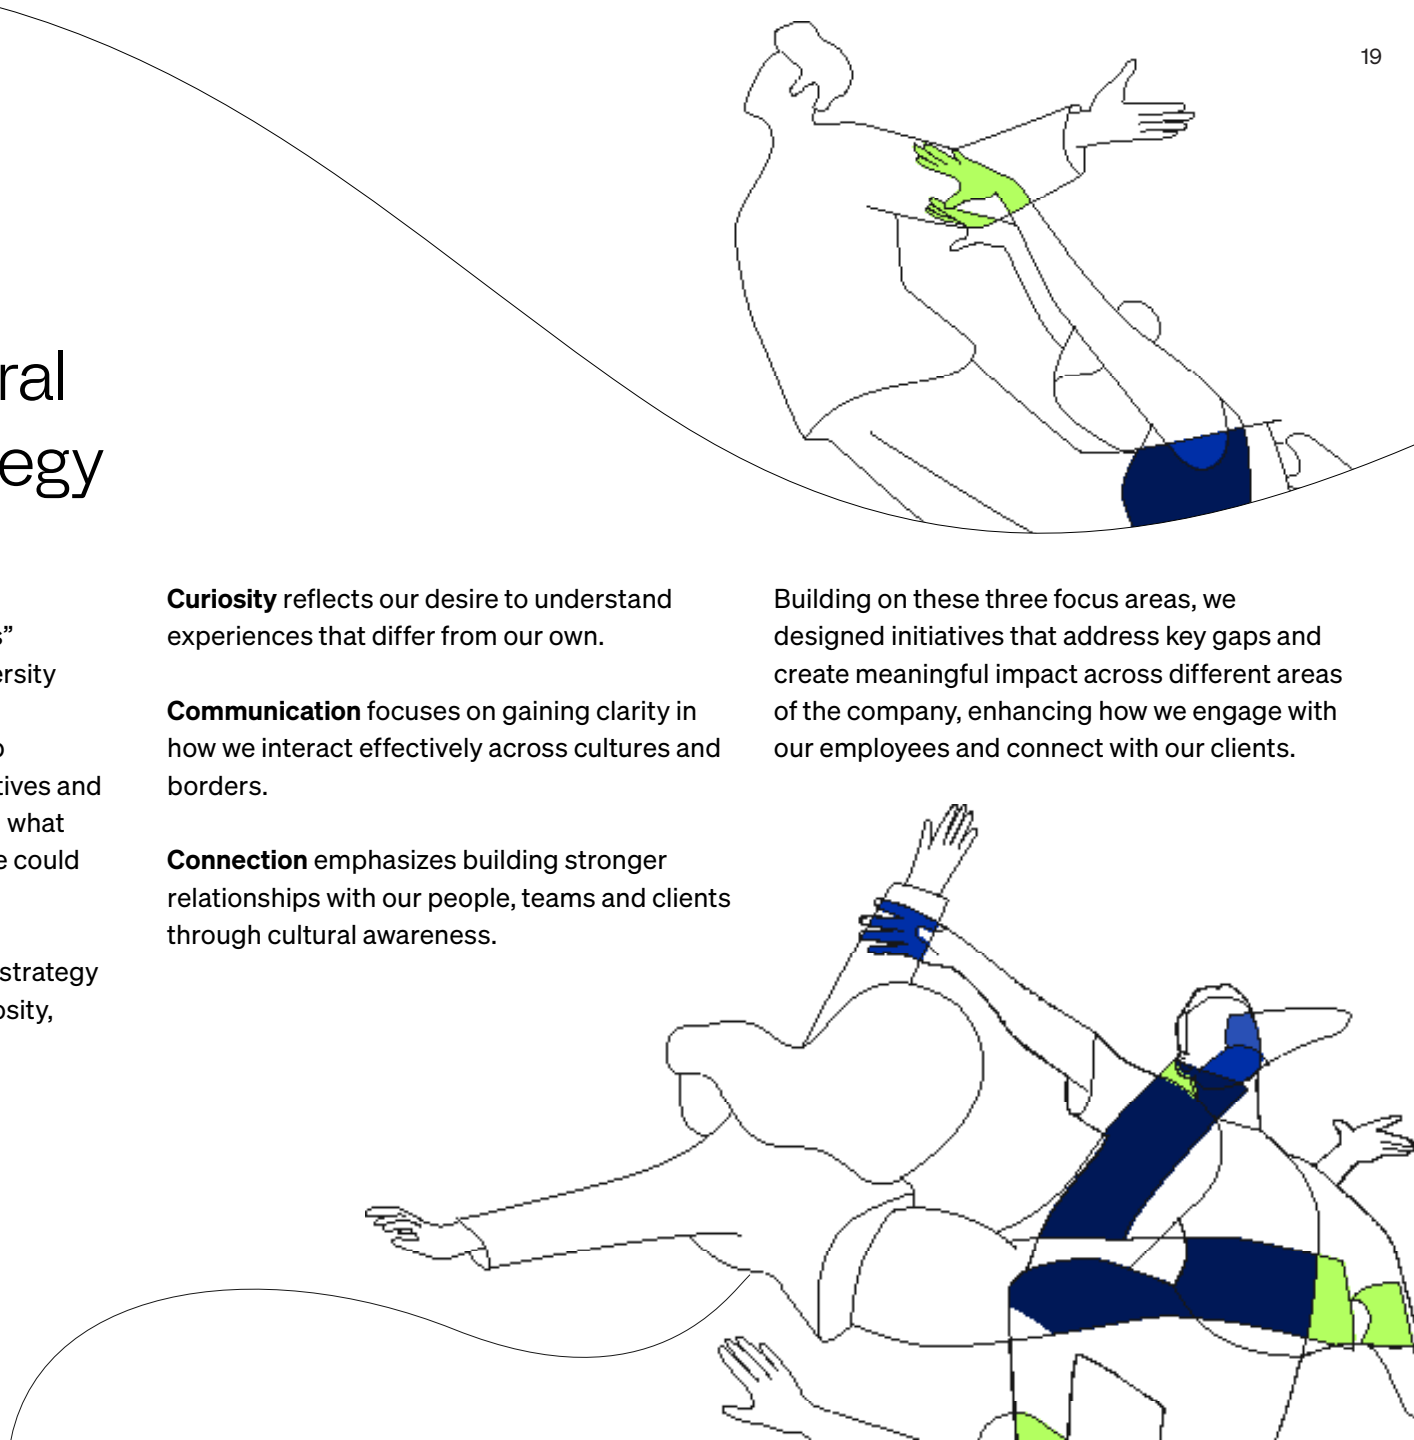 19
ral
egy
s”
ersity
o
tives and
what
e could
strategy
osity,
Curiosity reflects our desire to understand
experiences that differ from our own.
Communication focuses on gaining clarity in
how we interact effectively across cultures and
borders.
Connection emphasizes building stronger
relationships with our people, teams and clients
through cultural awareness.
Building on these three focus areas, we
designed initiatives that address key gaps and
create meaningful impact across different areas
of the company, enhancing how we engage with
our employees and connect with our clients.